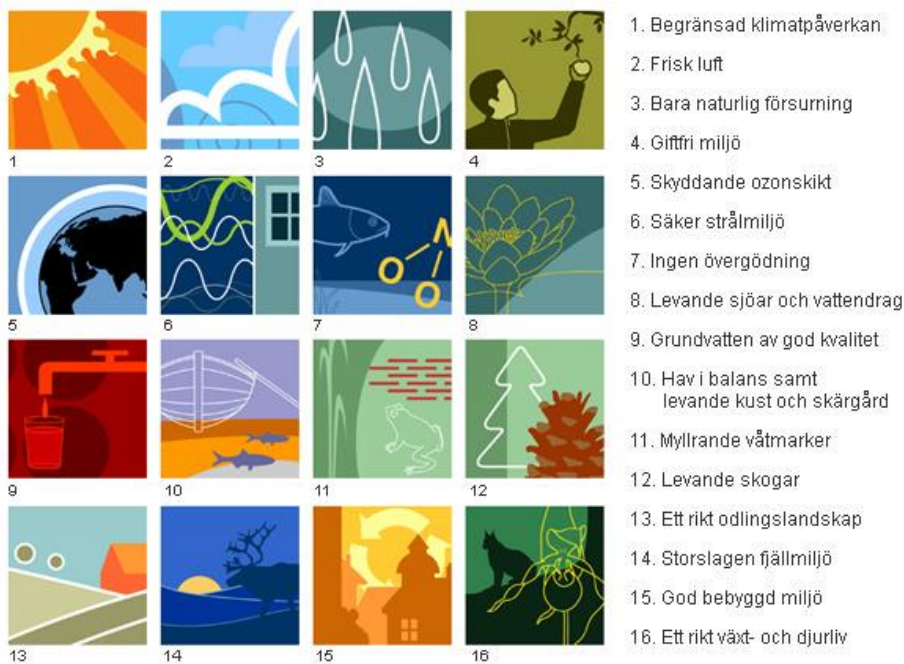 1
2
3
4
5
6
7
O
N
O
8
9
10
11
12
13
14
15
16
1. Begränsad klimatpåverkan
2. Frisk luft
3. Bara naturlig försurning
4. Giftfri miljö
5. Skyddande ozonskikt
6. Säker strålmiljö
7. Ingen övergödning
8. Levande sjöar och vattendrag
9. Grundvatten av god kvalitet
10. Hav i balans samt
levande kust och skärgård
11. Myllrande våtmarker
12. Levande skogar
13. Ett rikt odlingslandskap
14. Storslagen fjällmiljö
15. God bebyggd miljö
16. Ett rikt växt- och djurliv